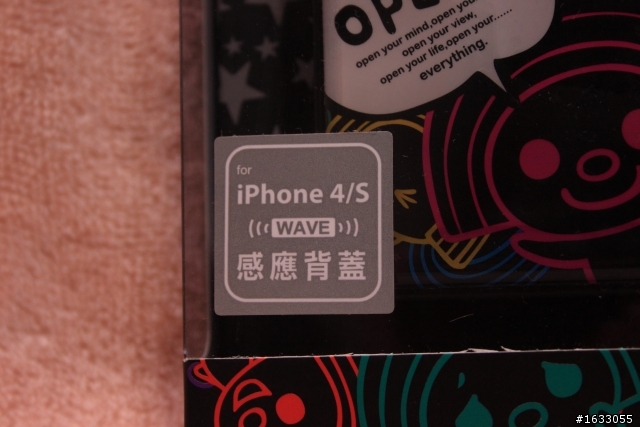 open your mind,open
open your view,
open your life,open your......
everything.
for
iPhone 4/S
WAVE
感應背蓋
#1633055